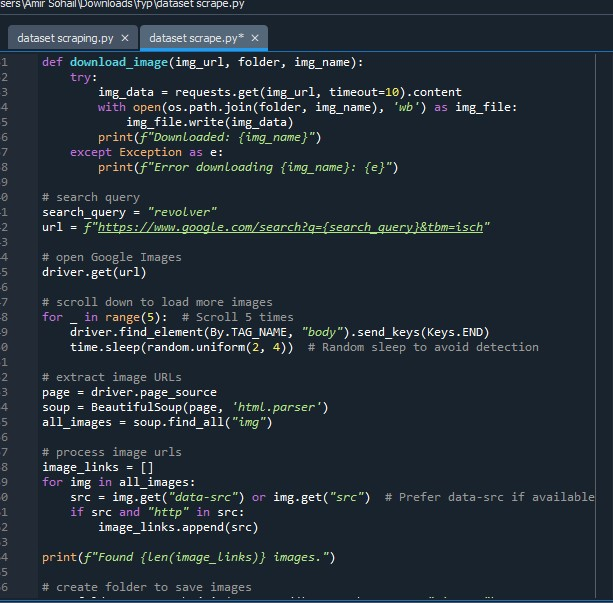 sers\Amir Sohail\Downloads\fyp\dataset scrape.py
dataset scraping.py × dataset scrape.py* ×
1 def download_image(img_url, folder, img_name):
2 try:
3 img_data = requests.get(img_url, timeout=10).content
4 with open(os.path.join(folder, img_name), 'wb') as img_file:
5 img_file.write(img_data)
6 print(f"Downloaded: {img_name}")
7 except Exception as e:
8 print(f"Error downloading {img_name}: {e}")
9
0 # search query
1 search_query = "revolver"
2 url = f"https://www.google.com/search?q={search_query}&tbm=isch"
3
4 # open Google Images
5 driver.get(url)
6
7 # scroll down to load more images
8 for _ in range(5): # Scroll 5 times
9 driver.find_element(By.TAG_NAME, "body").send_keys(Keys.END)
0 time.sleep(random.uniform(2, 4)) # Random sleep to avoid detection
1
2 # extract image URLs
3 page = driver.page_source
4 soup = BeautifulSoup(page, 'html.parser')
5 all_images = soup.find_all("img")
6
7 # process image urls
8 image_links = []
9 for img in all_images:
0 src = img.get("data-src") or img.get("src") # Prefer data-src if available
1 if src and "http" in src:
2 image_links.append(src)
3
4 print(f"Found {len(image_links)} images.")
5
6 # create folder to save images